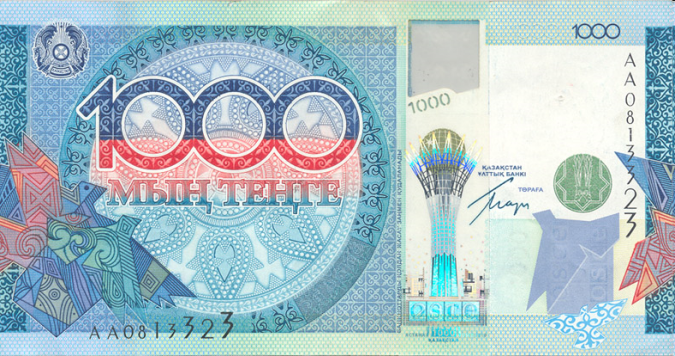 1000
1000
МЫҢ ТЕҢГЕ
AA0813323
1000
ҚАЗАҚСТАН
ҰЛТТЫҚ БАНКІ
ТӨРАҒА
osce
AA0813323